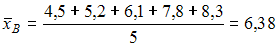 x̄_B = (4,5 + 5,2 + 6,1 + 7,8 + 8,3) / 5 = 6,38